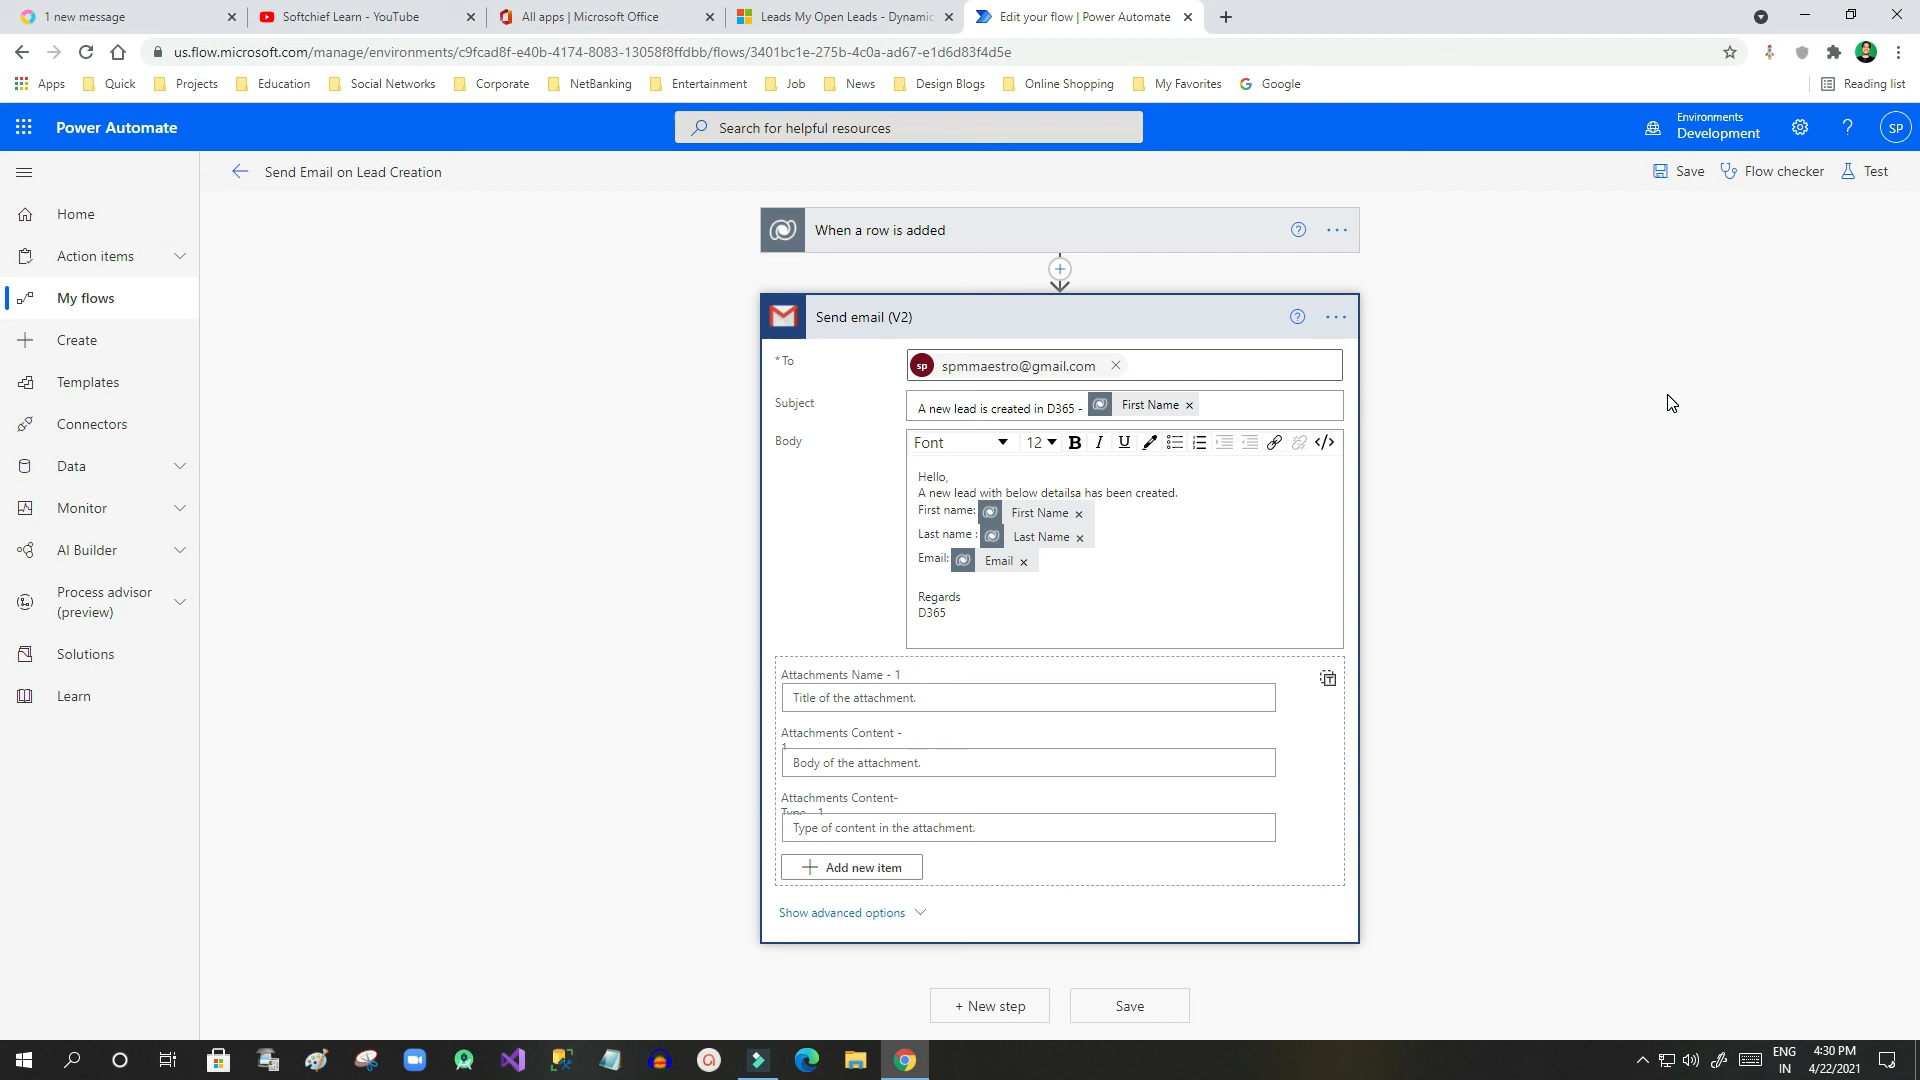 1 new message
Softchief Learn - YouTube
All apps | Microsoft Office
Leads My Open Leads - Dynamic
Edit your flow | Power Automate
us.flow.microsoft.com/manage/environments/c9fcad8f-e40b-4174-8083-13058f8ffdbb/flows/3401bc1e-275b-4c0a-ad67-e1d6d83f4d5e
Apps Quick Projects Education Social Networks Corporate NetBanking Entertainment Job News Design Blogs Online Shopping My Favorites Google Reading list
Power Automate
Search for helpful resources
Environments
Development
SP
Send Email on Lead Creation
Save Flow checker Test
Home
Action items
My flows
Create
Templates
Connectors
Data
Monitor
AI Builder
Process advisor
(preview)
Solutions
Learn
When a row is added
Send email (V2)
* To
sp spmmaestro@gmail.com
Subject
A new lead is created in D365 - First Name
Body
Font 12 B I U
Hello,
A new lead with below detailsa has been created.
First name: First Name
Last name : Last Name
Email: Email
Regards
D365
Attachments Name - 1
Title of the attachment.
Attachments Content -
1
Body of the attachment.
Attachments Content-
Type - 1
Type of content in the attachment.
Add new item
Show advanced options
+ New step
Save
ENG
IN
4:30 PM
4/22/2021